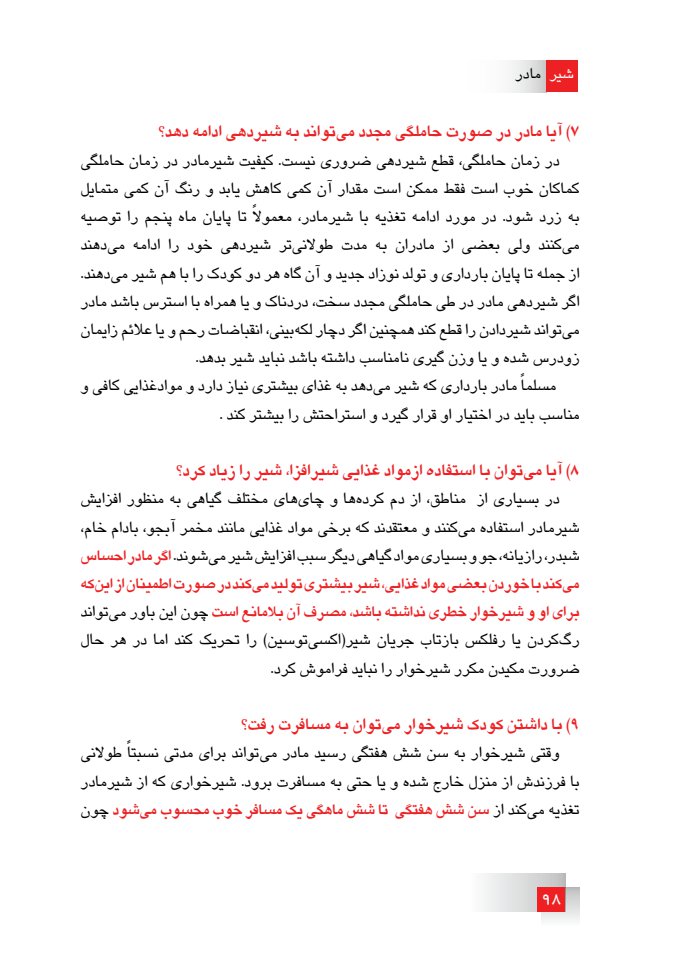 شیر مادر
۷) آیا مادر در صورت حاملگی مجدد می‌تواند به شیردهی ادامه دهد؟
در زمان حاملگی، قطع شیردهی ضروری نیست. کیفیت شیرمادر در زمان حاملگی
کماکان خوب است فقط ممکن است مقدار آن کمی کاهش یابد و رنگ آن کمی متمایل
به زرد شود. در مورد ادامه تغذیه با شیرمادر، معمولاً تا پایان ماه پنجم را توصیه
می‌کنند ولی بعضی از مادران به مدت طولانی‌تر شیردهی خود را ادامه می‌دهند
از جمله تا پایان بارداری و تولد نوزاد جدید و آن گاه هر دو کودک را با هم شیر می‌دهند.
اگر شیردهی مادر در طی حاملگی مجدد سخت، دردناک و یا همراه با استرس باشد مادر
می‌تواند شیردادن را قطع کند همچنین اگر دچار لکه‌بینی، انقباضات رحم و یا علائم زایمان
زودرس شده و یا وزن گیری نامناسب داشته باشد نباید شیر بدهد.
مسلماً مادر بارداری که شیر می‌دهد به غذای بیشتری نیاز دارد و موادغذایی کافی و
مناسب باید در اختیار او قرار گیرد و استراحتش را بیشتر کند .
۸) آیا می‌توان با استفاده ازمواد غذایی شیرافزا، شیر را زیاد کرد؟
در بسیاری از مناطق، از دم کرده‌ها و چای‌های مختلف گیاهی به منظور افزایش
شیرمادر استفاده می‌کنند و معتقدند که برخی مواد غذایی مانند مخمر آبجو، بادام خام،
شبدر، رازیانه، جو و بسیاری مواد گیاهی دیگر سبب افزایش شیر می‌شوند. اگر مادر احساس
می‌کند با خوردن بعضی مواد غذایی، شیر بیشتری تولید می‌کند در صورت اطمینان از این‌که
برای او و شیرخوار خطری نداشته باشد، مصرف آن بلامانع است چون این باور می‌تواند
رگ‌کردن یا رفلکس بازتاب جریان شیر(اکسی‌توسین) را تحریک کند اما در هر حال
ضرورت مکیدن مکرر شیرخوار را نباید فراموش کرد.
۹) با داشتن کودک شیرخوار می‌توان به مسافرت رفت؟
وقتی شیرخوار به سن شش هفتگی رسید مادر می‌تواند برای مدتی نسبتاً طولانی
با فرزندش از منزل خارج شده و یا حتی به مسافرت برود. شیرخواری که از شیرمادر
تغذیه می‌کند از سن شش هفتگی تا شش ماهگی یک مسافر خوب محسوب می‌شود چون
۹۸